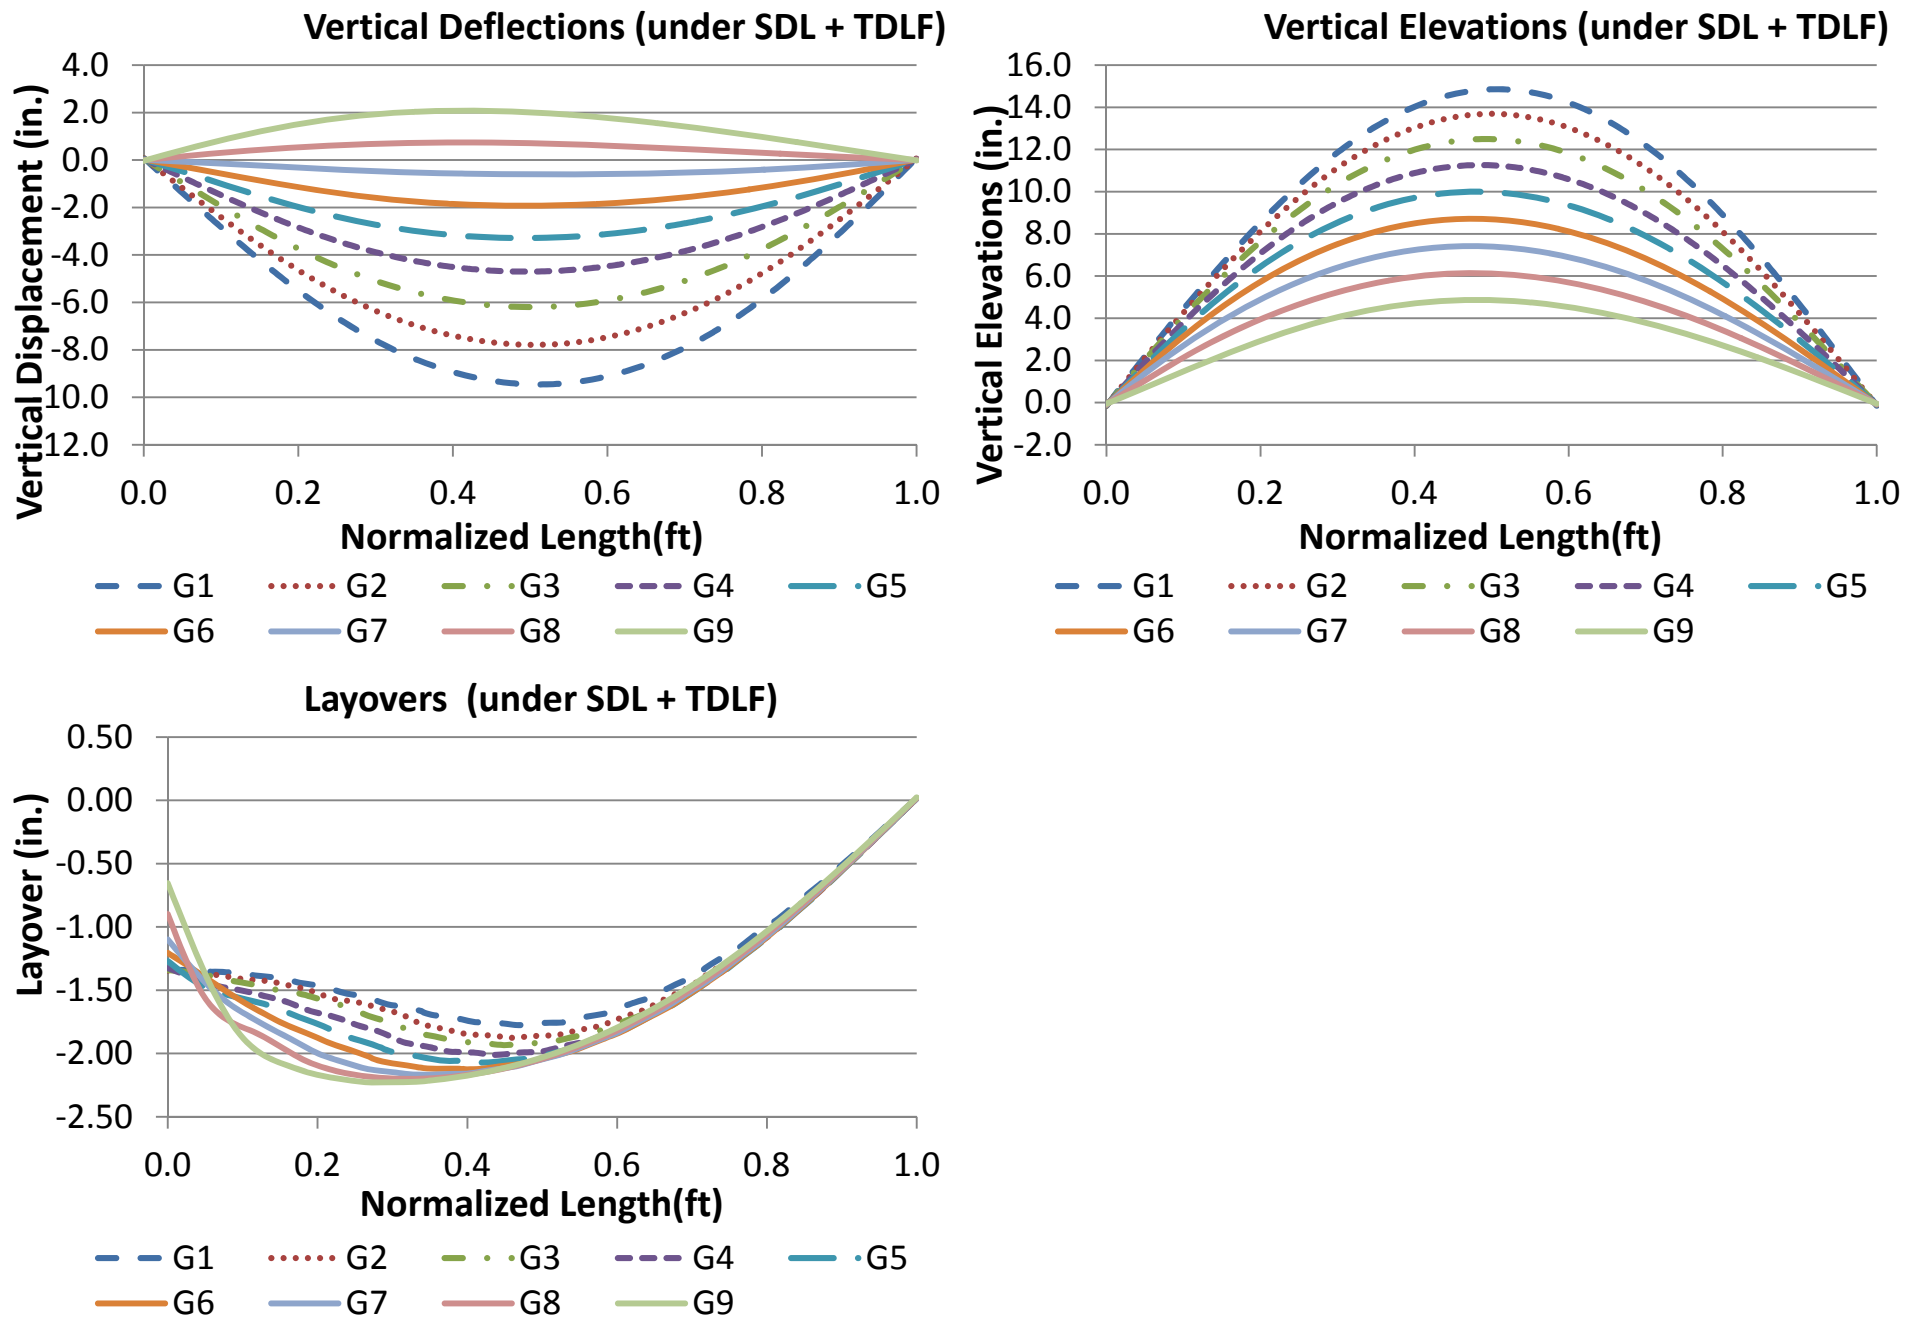 Vertical Deflections (under SDL + TDLF)
Vertical Displacement (in.)
4.0
2.0
0.0
-2.0
-4.0
-6.0
-8.0
10.0
12.0
0.0 0.2 0.4 0.6 0.8 1.0
Normalized Length(ft)
G1 G2 G3 G4 G5
G6 G7 G8 G9
Vertical Elevations (under SDL + TDLF)
Vertical Elevations (in.)
16.0
14.0
12.0
10.0
8.0
6.0
4.0
2.0
0.0
-2.0
0.0 0.2 0.4 0.6 0.8 1.0
Normalized Length(ft)
G1 G2 G3 G4 G5
G6 G7 G8 G9
Layovers (under SDL + TDLF)
Layover (in.)
0.50
0.00
-0.50
-1.00
-1.50
-2.00
-2.50
0.0 0.2 0.4 0.6 0.8 1.0
Normalized Length(ft)
G1 G2 G3 G4 G5
G6 G7 G8 G9